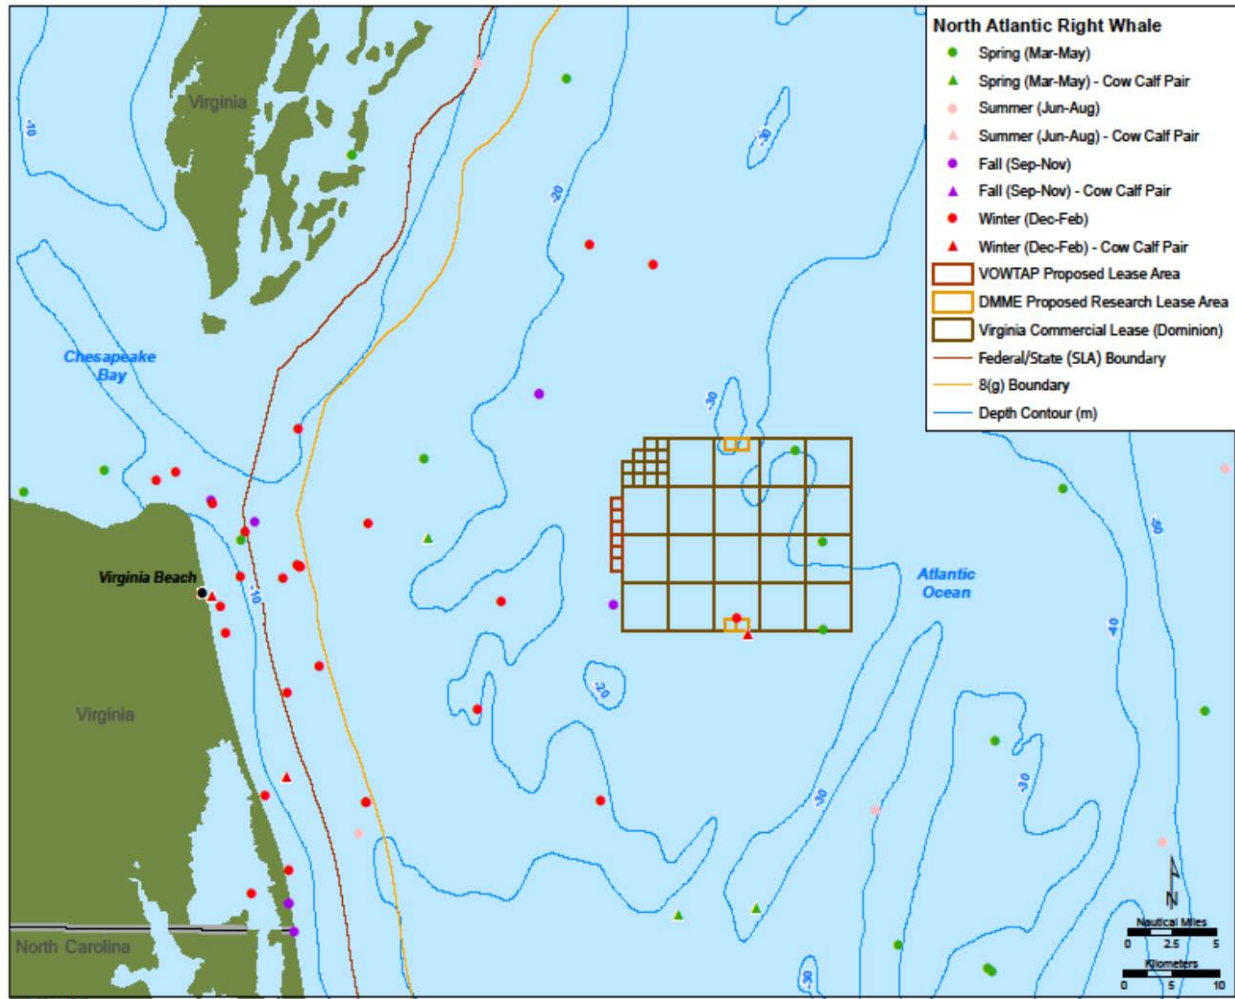 North Atlantic Right Whale
Spring (Mar-May)
Spring (Mar-May) - Cow Calf Pair
Summer (Jun-Aug)
Summer (Jun-Aug) - Cow Calf Pair
Fall (Sep-Nov)
Fall (Sep-Nov) - Cow Calf Pair
Winter (Dec-Feb)
Winter (Dec-Feb) - Cow Calf Pair
VOWTAP Proposed Lease Area
DMME Proposed Research Lease Area
Virginia Commercial Lease (Dominion)
Federal/State (SLA) Boundary
8(g) Boundary
Depth Contour (m)
Virginia
-10
-30
-20
Chesapeake
Bay
-30
-50
Virginia Beach
-10
Atlantic
Ocean
-40
-20
Virginia
-30
-30
N
Nautical Miles
0 2.5 5
North Carolina
Kilometers
0 5 10
-30